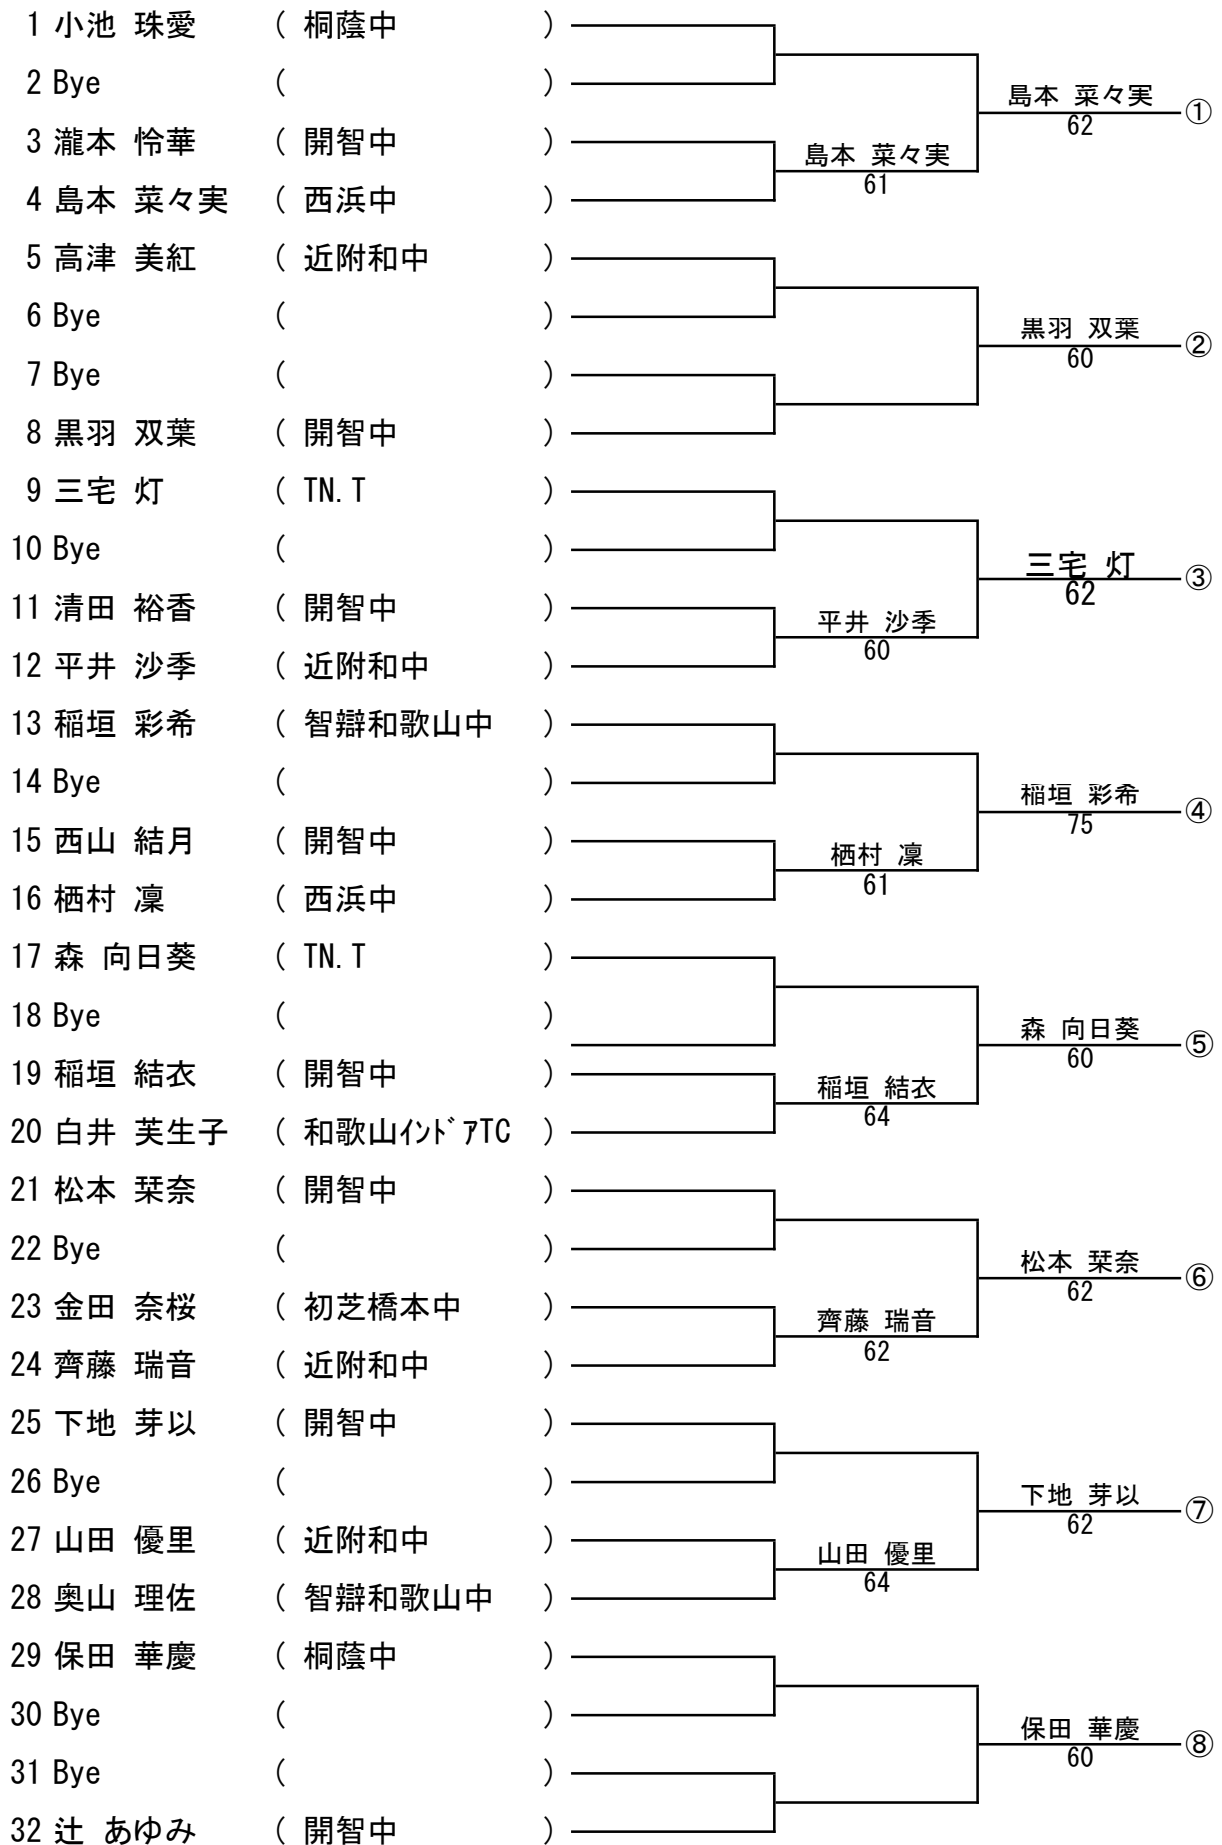 1 小池 珠愛 ( 桐蔭中 )
2 Bye ( )
島本 菜々実 ①
62
3 瀧本 怜華 ( 開智中 )
島本 菜々実
61
4 島本 菜々実 ( 西浜中 )
5 高津 美紅 ( 近附和中 )
6 Bye ( )
黒羽 双葉 ②
60
7 Bye ( )
8 黒羽 双葉 ( 開智中 )
9 三宅 灯 ( TN.T )
10 Bye ( )
三宅 灯 ③
62
11 清田 裕香 ( 開智中 )
平井 沙季
60
12 平井 沙季 ( 近附和中 )
13 稲垣 彩希 ( 智辯和歌山中 )
14 Bye ( )
稲垣 彩希 ④
75
15 西山 結月 ( 開智中 )
栖村 凜
61
16 栖村 凜 ( 西浜中 )
17 森 向日葵 ( TN.T )
18 Bye ( )
森 向日葵 ⑤
60
19 稲垣 結衣 ( 開智中 )
稲垣 結衣
64
20 白井 芙生子 ( 和歌山インドアTC )
21 松本 栞奈 ( 開智中 )
22 Bye ( )
松本 栞奈 ⑥
62
23 金田 奈桜 ( 初芝橋本中 )
齊藤 瑞音
62
24 齊藤 瑞音 ( 近附和中 )
25 下地 芽以 ( 開智中 )
26 Bye ( )
下地 芽以 ⑦
62
27 山田 優里 ( 近附和中 )
山田 優里
64
28 奥山 理佐 ( 智辯和歌山中 )
29 保田 華慶 ( 桐蔭中 )
30 Bye ( )
保田 華慶 ⑧
60
31 Bye ( )
32 辻 あゆみ ( 開智中 )